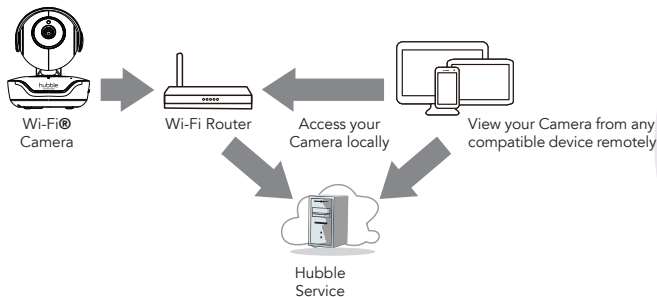 hubble
Wi-Fi®
Camera
Wi-Fi Router
Access your
Camera locally
View your Camera from any
compatible device remotely
Hubble
Service